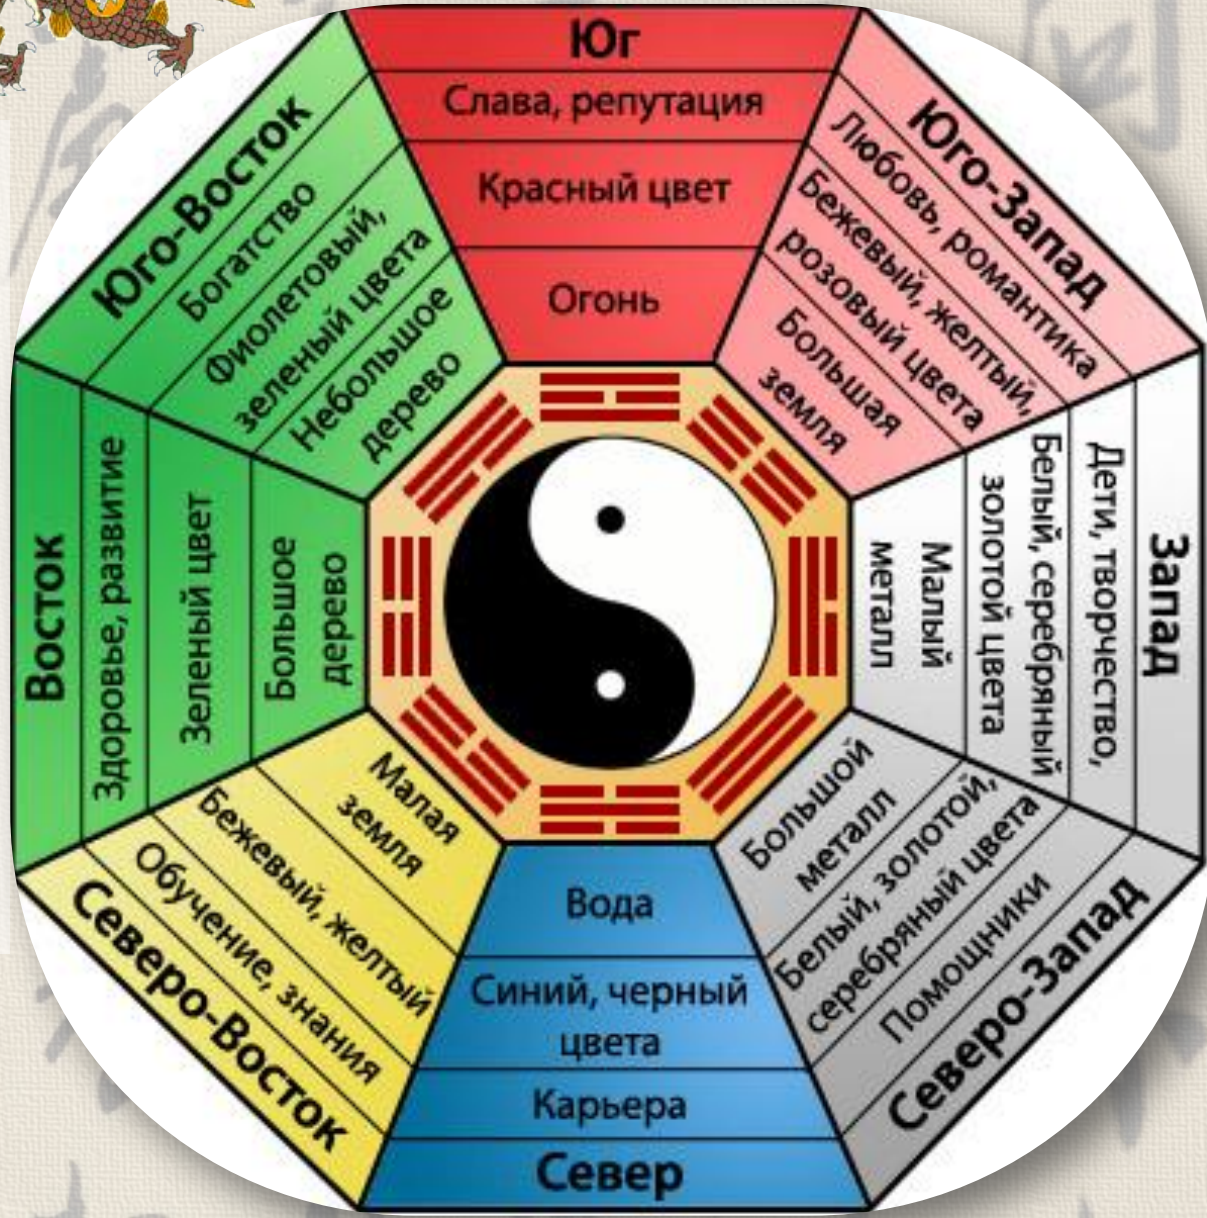 Юг
Слава, репутация
Красный цвет
Огонь
Юго-Запад
Любовь, романтика
Бежевый, желтый,
розовый цвета
Большая
земля
Запад
Дети, творчество,
Белый, серебряный
золотой цвета
Малый
металл
Большой
металл
Белый, золотой,
серебряный цвета
Помощники
Северо-Запад
Вода
Синий, черный
цвета
Карьера
Север
Малая
земля
Бежевый, желтый
Обучение, знания
Северо-Восток
Восток
Здоровье, развитие
Зеленый цвет
Большое
дерево
Юго-Восток
Богатство
Фиолетовый,
зеленый цвета
Небольшое
дерево